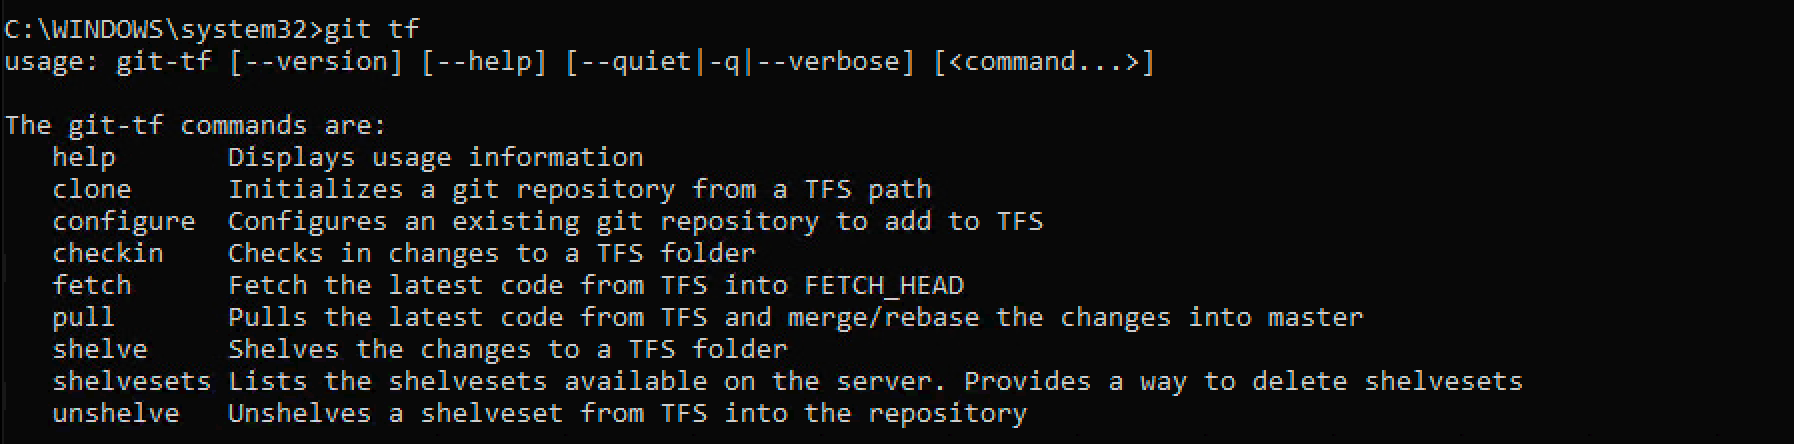 C:\WINDOWS\system32>git tf
usage: git-tf [--version] [--help] [--quiet|-q|--verbose] [<command...>]
The git-tf commands are:
help Displays usage information
clone Initializes a git repository from a TFS path
configure Configures an existing git repository to add to TFS
checkin Checks in changes to a TFS folder
fetch Fetch the latest code from TFS into FETCH_HEAD
pull Pulls the latest code from TFS and merge/rebase the changes into master
shelve Shelves the changes to a TFS folder
shelvesets Lists the shelvesets available on the server. Provides a way to delete shelvesets
unshelve Unshelves a shelveset from TFS into the repository